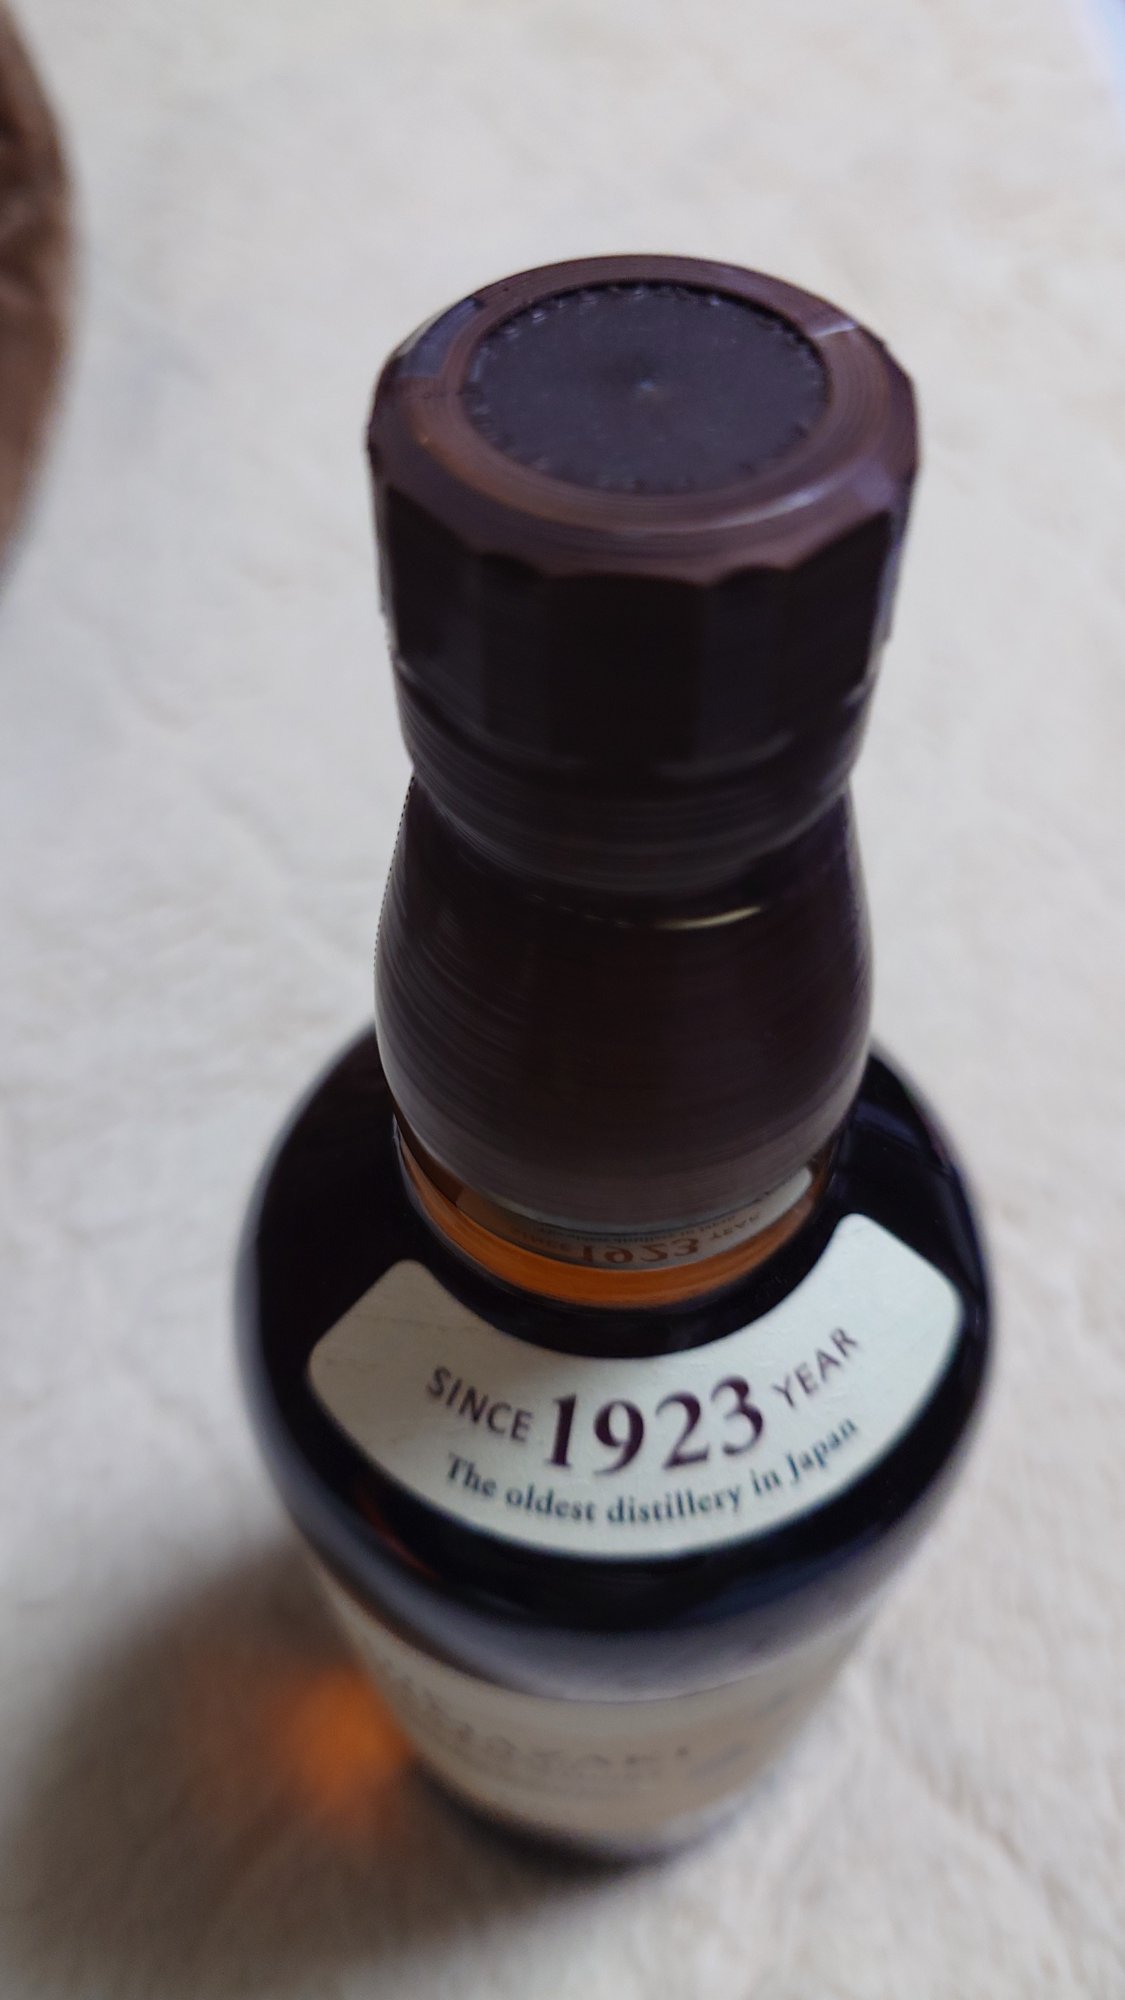 SINCE 1923 YEAR
The oldest distillery in Japan